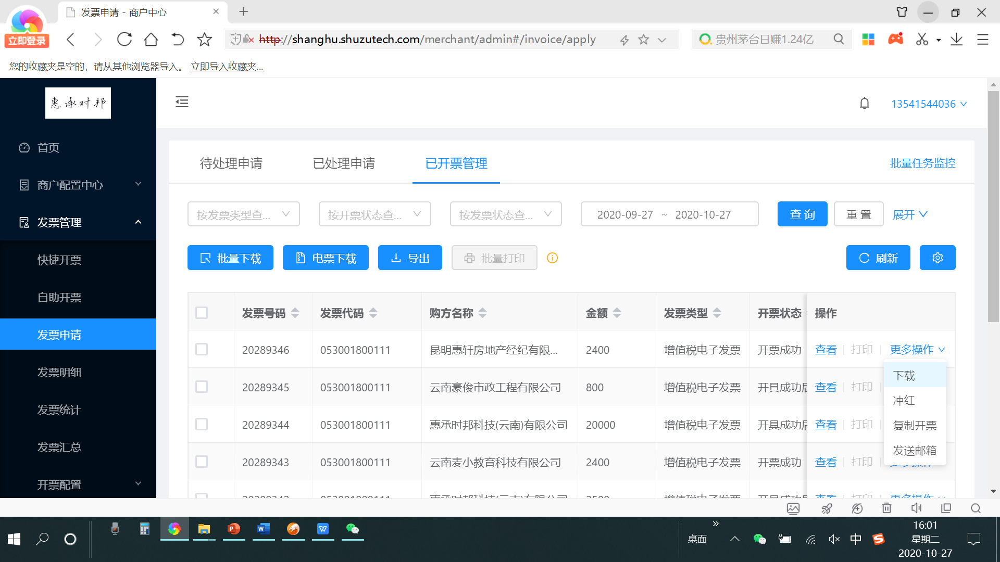 发票申请 - 商户中心
立即登录
http://shanghu.shuzutech.com/merchant/admin#/invoice/apply
贵州茅台日赚1.24亿
您的收藏夹是空的，请从其他浏览器导入。 立即导入收藏夹...
惠承时邦
13541544036
首页
商户配置中心
发票管理
快捷开票
自助开票
发票申请
发票明细
发票统计
发票汇总
开票配置
待处理申请 已处理申请 已开票管理 批量任务监控
按发票类型查... 按开票状态查... 按发票状态查... 2020-09-27 ~ 2020-10-27 查询 重置 展开
批量下载 电票下载 导出 批量打印 刷新
发票号码 发票代码 购方名称 金额 发票类型 开票状态 操作
20289346 053001800111 昆明惠轩房地产经纪有限... 2400 增值税电子发票 开票成功 查看 打印 更多操作
20289345 053001800111 云南豪俊市政工程有限公司 800 增值税电子发票 开具成功后 查看 打印
20289344 053001800111 惠承时邦科技(云南)有限公司 20000 增值税电子发票 开具成功后 查看 打印
20289343 053001800111 云南麦小教育科技有限公司 2400 增值税电子发票 开票成功 查看 打印
下载
冲红
复制开票
发送邮箱
桌面
中
16:01
星期二
2020-10-27